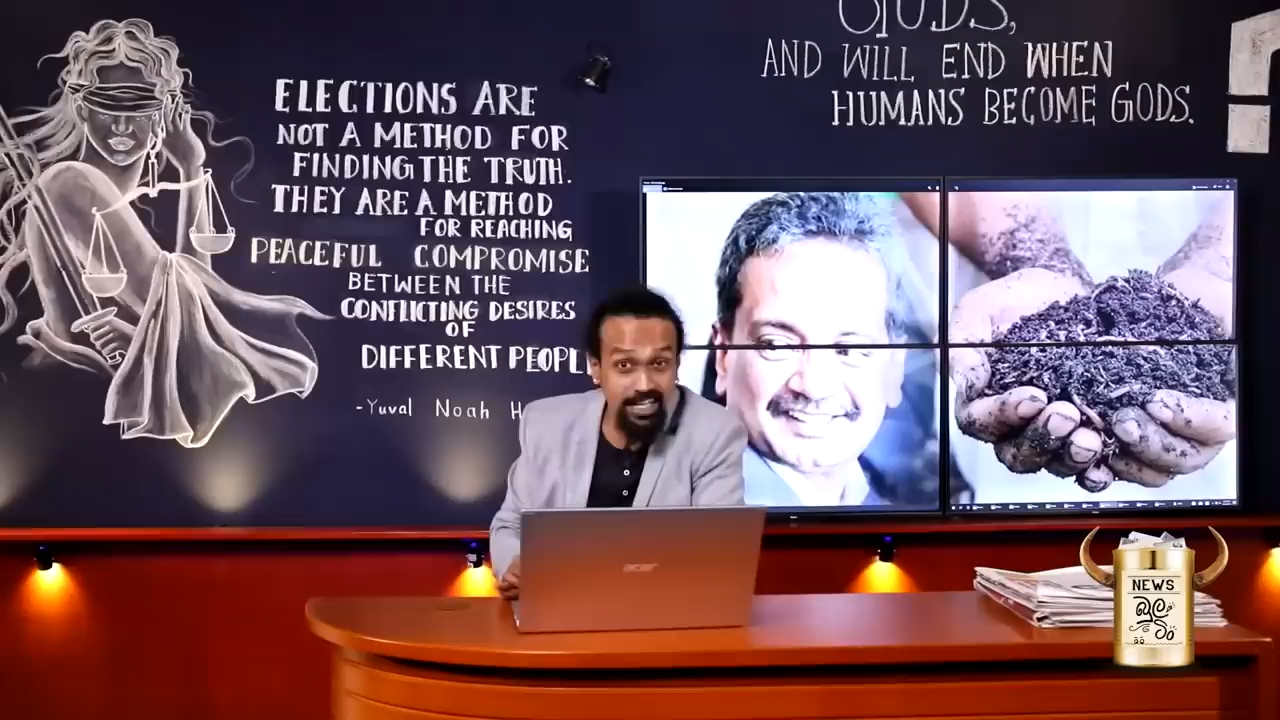 ELECTIONS ARE
NOT A METHOD FOR
FINDING THE TRUTH.
THEY ARE A METHOD
FOR REACHING
PEACEFUL COMPROMISE
BETWEEN THE
CONFLICTING DESIRES
OF
DIFFERENT PEOPL
-Yuval Noah H
GODS,
AND WILL END WHEN
HUMANS BECOME GODS.
acer
NEWS
බුල
ටිං